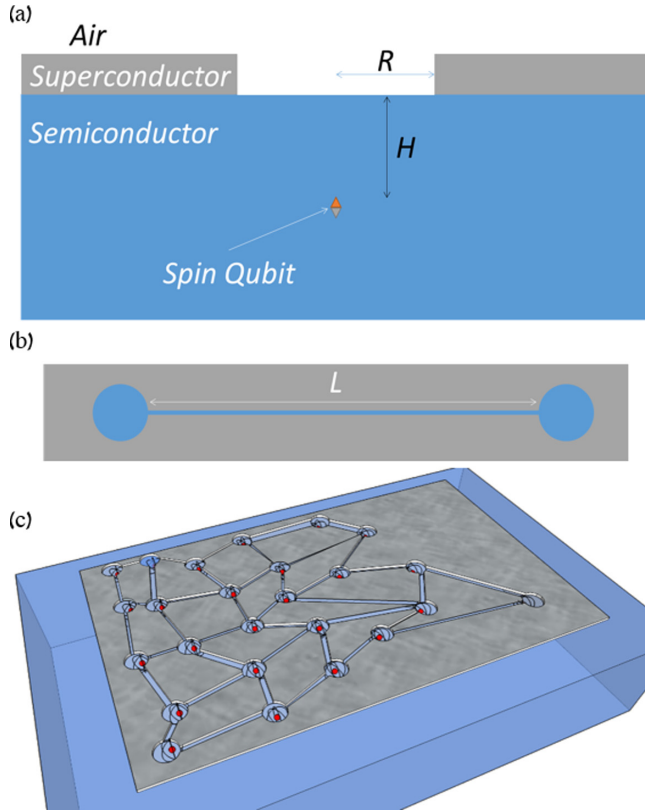 (a)
Air
Superconductor
R
Semiconductor
H
Spin Qubit
(b)
L
(c)